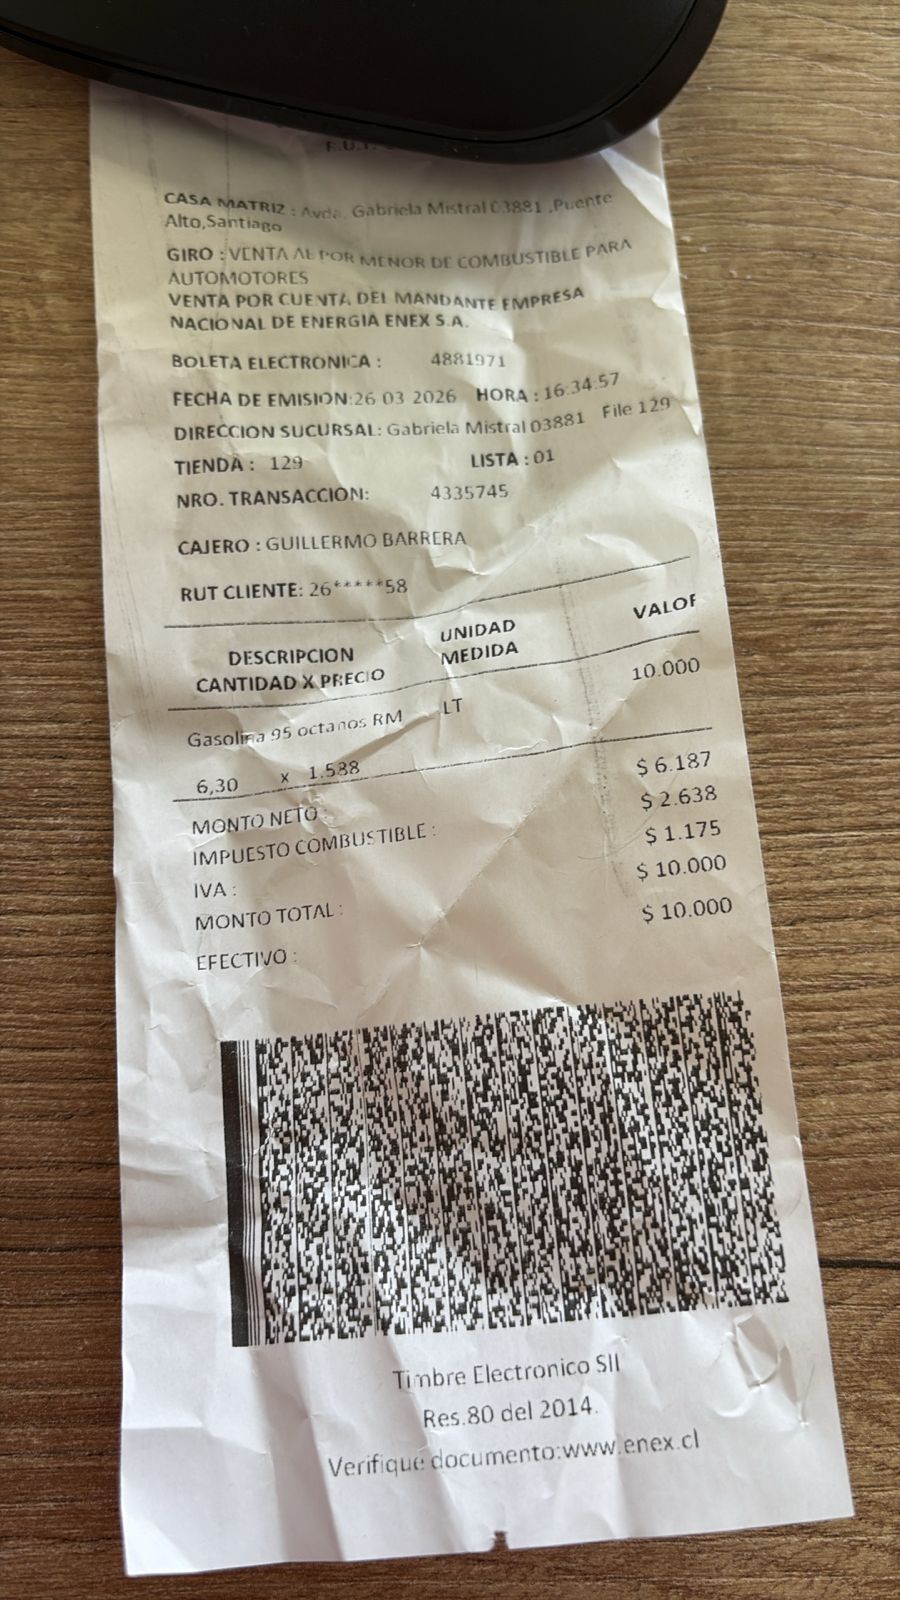 R.U.T.
CASA MATRIZ : Avda. Gabriela Mistral 03881 ,Puente
Alto,Santiago
GIRO : VENTA AL POR MENOR DE COMBUSTIBLE PARA
AUTOMOTORES
VENTA POR CUENTA DEL MANDANTE EMPRESA
NACIONAL DE ENERGIA ENEX S.A.
BOLETA ELECTRONICA : 4881971
FECHA DE EMISION:26 03 2026 HORA : 16:34:57
DIRECCION SUCURSAL: Gabriela Mistral 03881 File 129
TIENDA : 129 LISTA : 01
NRO. TRANSACCION: 4335745
CAJERO : GUILLERMO BARRERA
RUT CLIENTE: 26*****58
DESCRIPCION UNIDAD VALOR
CANTIDAD X PRECIO MEDIDA
Gasolina 95 octanos RM LT 10.000
6,30 x 1.588
MONTO NETO : $ 6.187
IMPUESTO COMBUSTIBLE : $ 2.638
IVA : $ 1.175
MONTO TOTAL : $ 10.000
EFECTIVO : $ 10.000
Timbre Electronico SII
Res.80 del 2014.
Verifique documento:www.enex.cl